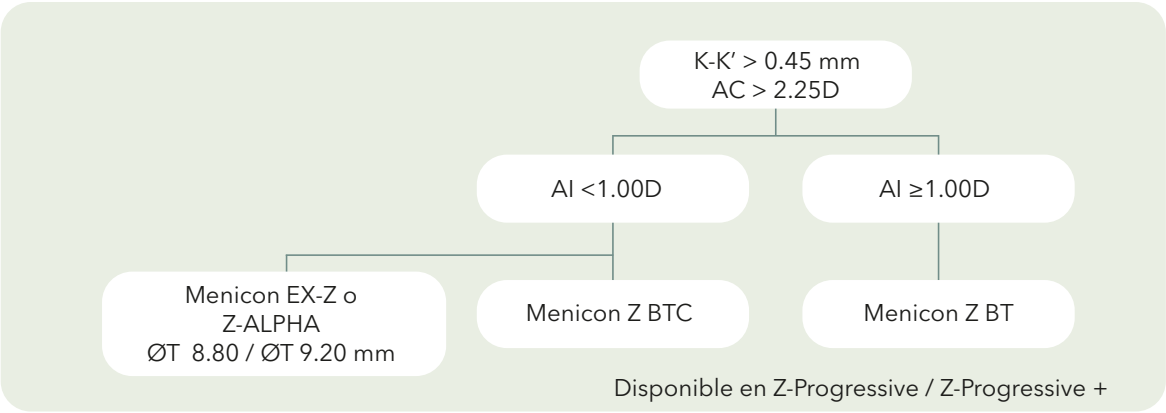 K-K’ > 0.45 mm
AC > 2.25D
AI <1.00D
AI ≥1.00D
Menicon EX-Z o
Z-ALPHA
ØT 8.80 / ØT 9.20 mm
Menicon Z BTC
Menicon Z BT
Disponible en Z-Progressive / Z-Progressive +